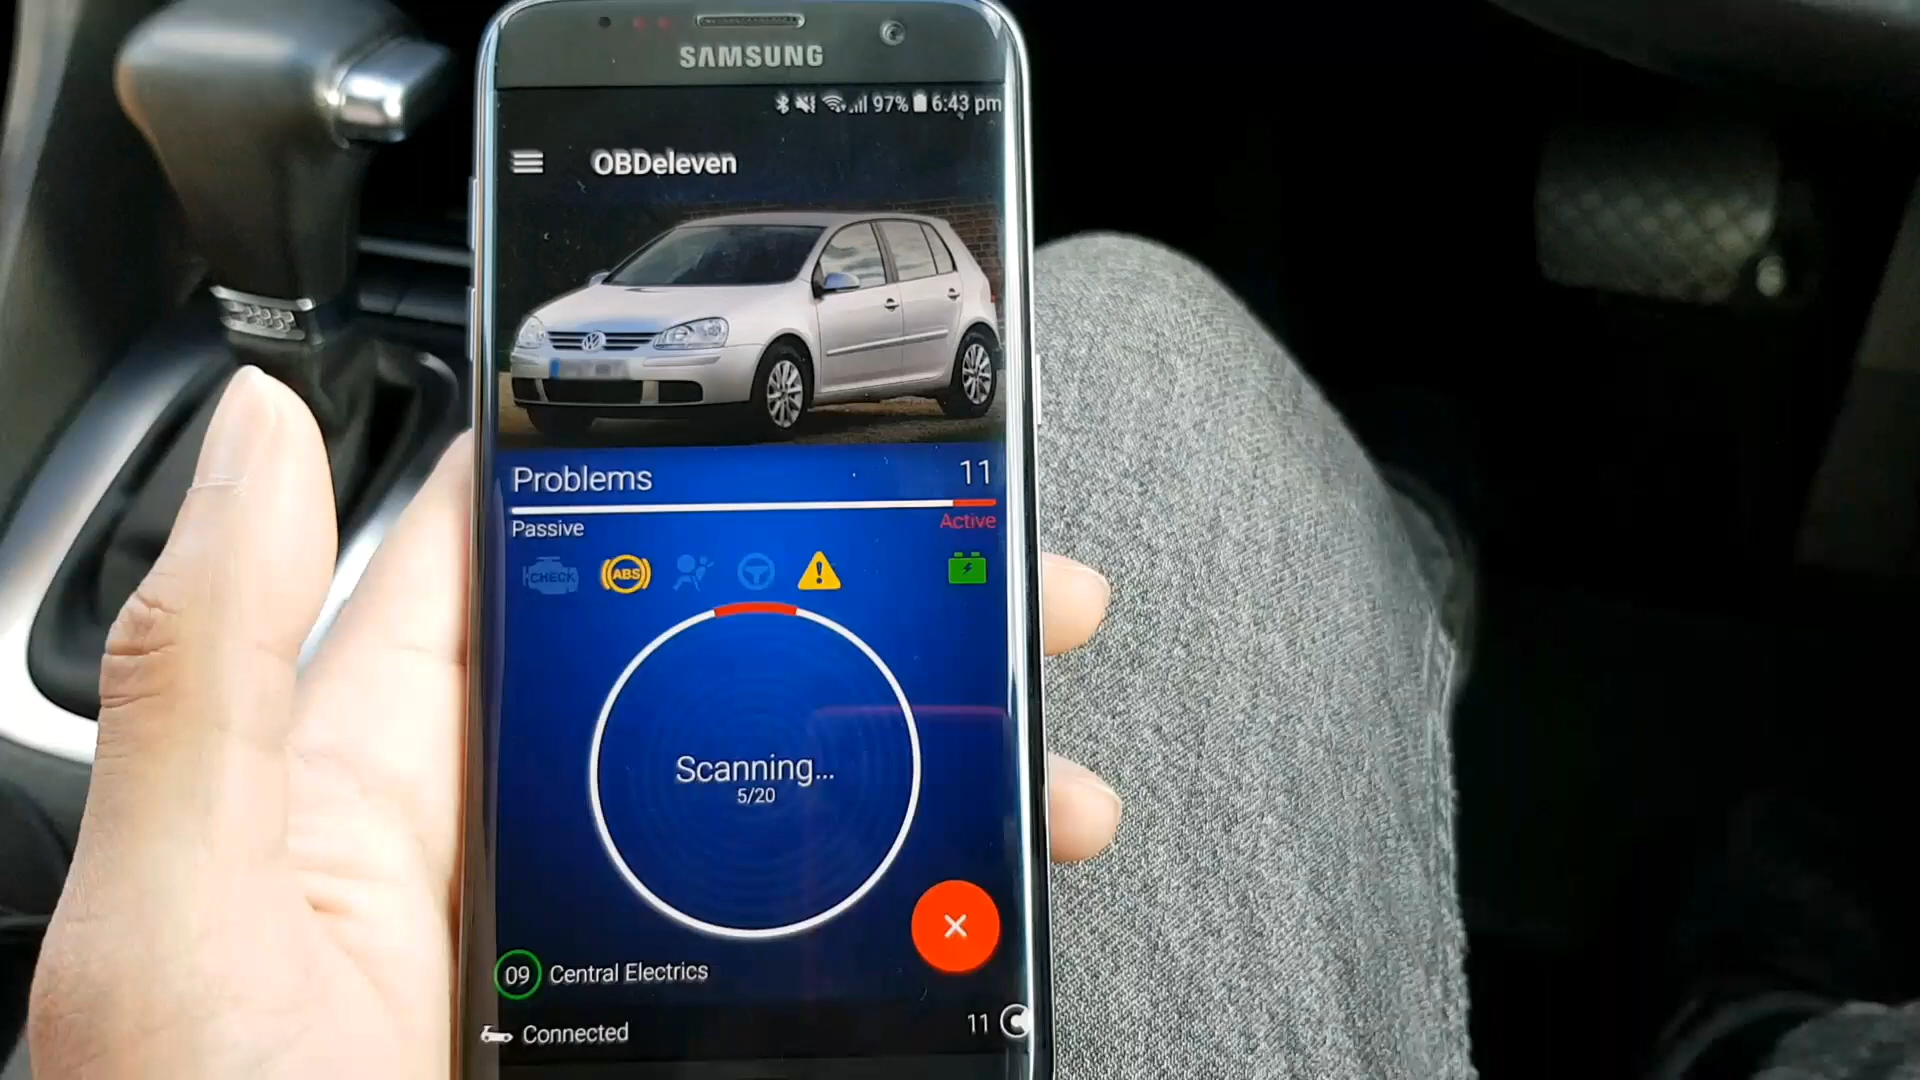 SAMSUNG
97% 6:43 pm
OBDeleven
Problems 11
Passive Active
CHECK ABS !
Scanning...
5/20
×
09 Central Electrics
Connected 11 C